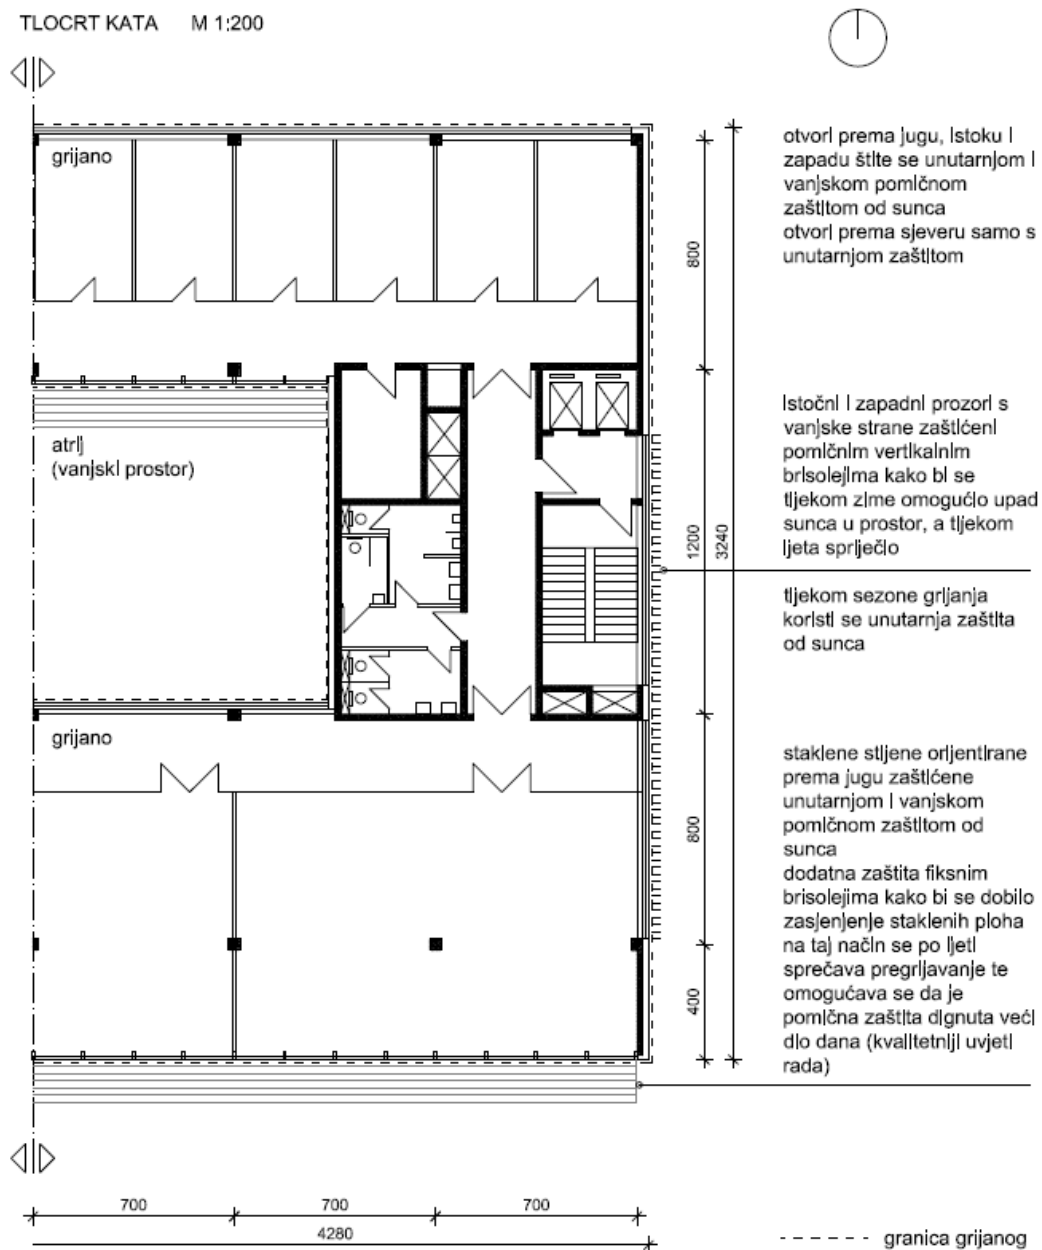 TLOCRT KATA M 1:200
otvori prema jugu, istoku i
zapadu štite se unutarnjom i
vanjskom pomičnom
zaštitom od sunca
otvori prema sjeveru samo s
unutarnjom zaštitom
grijano
800
istočni i zapadni prozori s
vanjske strane zaštićeni
pomičnim vertikalnim
brisolejima kako bi se
tijekom zime omogućio upad
sunca u prostor, a tijekom
ljeta spriječio
atrij
(vanjski prostor)
1200
3240
tijekom sezone grijanja
koristi se unutarnja zaštita
od sunca
grijano
800
staklene stijene orijentirane
prema jugu zaštićene
unutarnjom i vanjskom
pomičnom zaštitom od
sunca
dodatna zaštita fiksnim
brisolejima kako bi se dobilo
zasjenjenje staklenih ploha
na taj način se po ljeti
sprečava pregrijavanje te
omogućava se da je
pomična zaštita dignuta veći
dio dana (kvalitetniji uvjeti
rada)
400
700 700 700
4280
granica grijanog